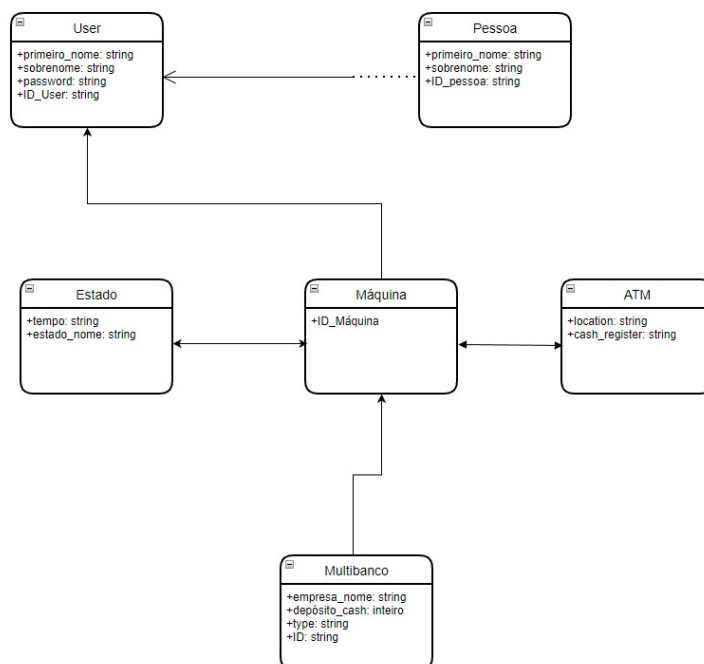 User
+primeiro_nome: string
+sobrenome: string
+password: string
+ID_User: string
Pessoa
+primeiro_nome: string
+sobrenome: string
+ID_pessoa: string
Estado
+tempo: string
+estado_nome: string
Máquina
+ID_Máquina
ATM
+location: string
+cash_register: string
Multibanco
+empresa_nome: string
+depósito_cash: inteiro
+type: string
+ID: string